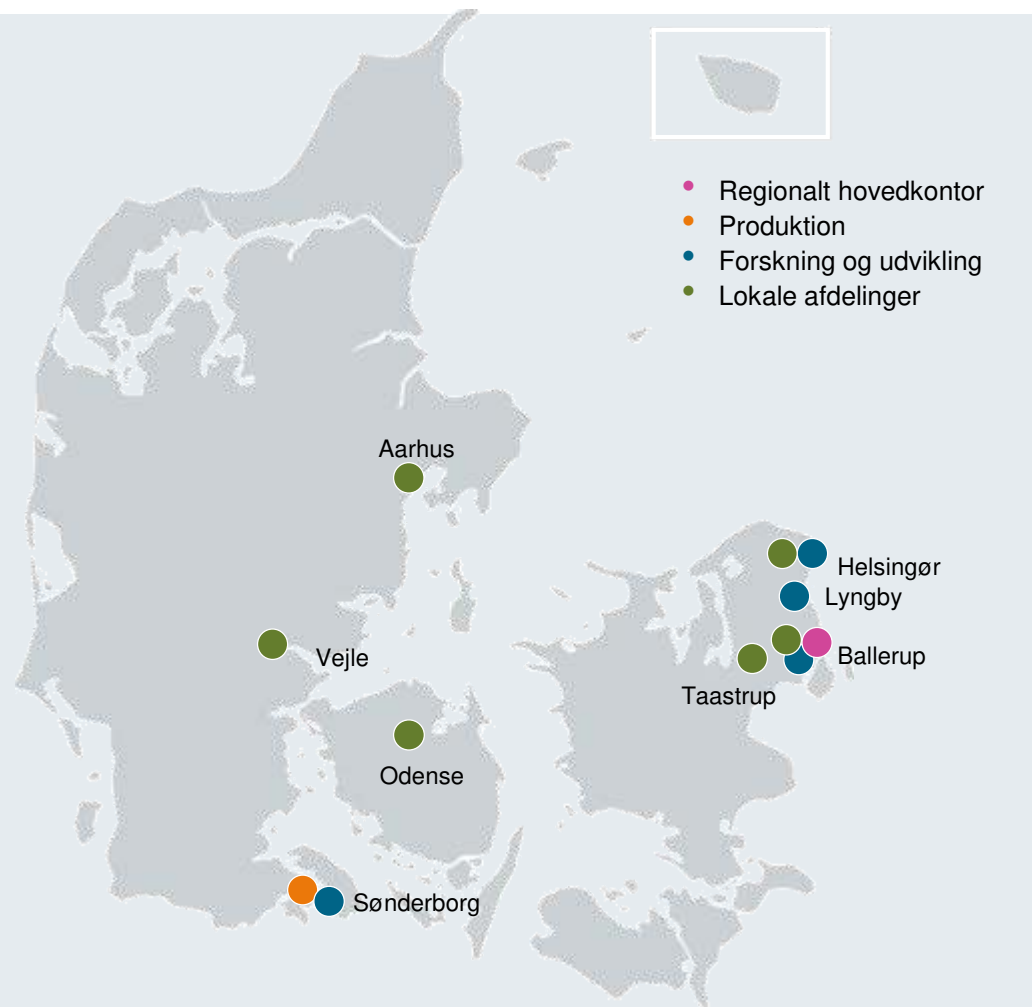 Regionalt hovedkontor
Produktion
Forskning og udvikling
Lokale afdelinger
Aarhus
Helsingør
Lyngby
Vejle
Ballerup
Taastrup
Odense
Sønderborg